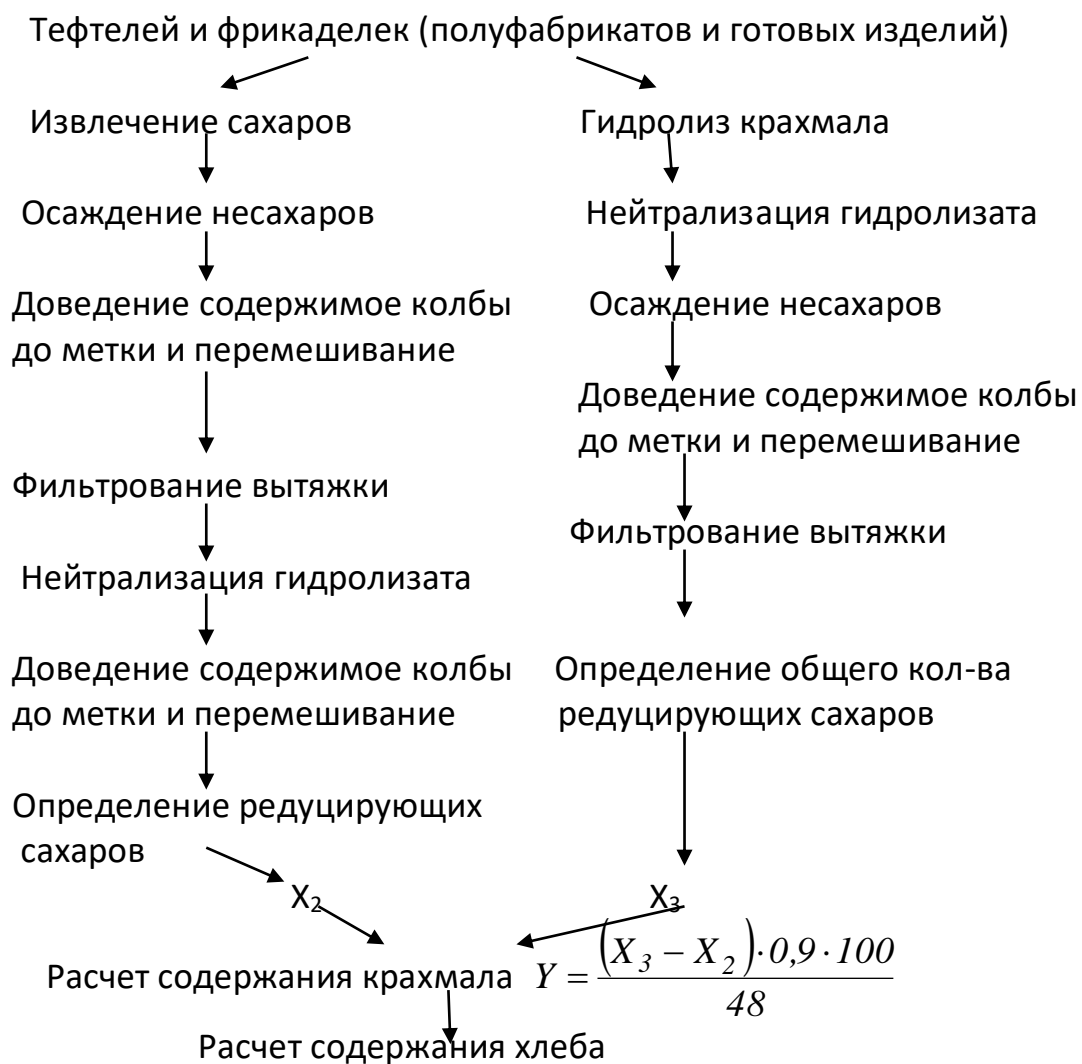 Тефтелей и фрикаделек (полуфабрикатов и готовых изделий)
Извлечение сахаров
Осаждение несахаров
Доведение содержимое колбы
до метки и перемешивание
Фильтрование вытяжки
Нейтрализация гидролизата
Доведение содержимое колбы
до метки и перемешивание
Определение редуцирующих
сахаров
X₂
Гидролиз крахмала
Нейтрализация гидролизата
Осаждение несахаров
Доведение содержимое колбы
до метки и перемешивание
Фильтрование вытяжки
Определение общего кол-ва
редуцирующих сахаров
X₃
Расчет содержания крахмала Y = (X₃ − X₂)·0,9·100 / 48
Расчет содержания хлеба